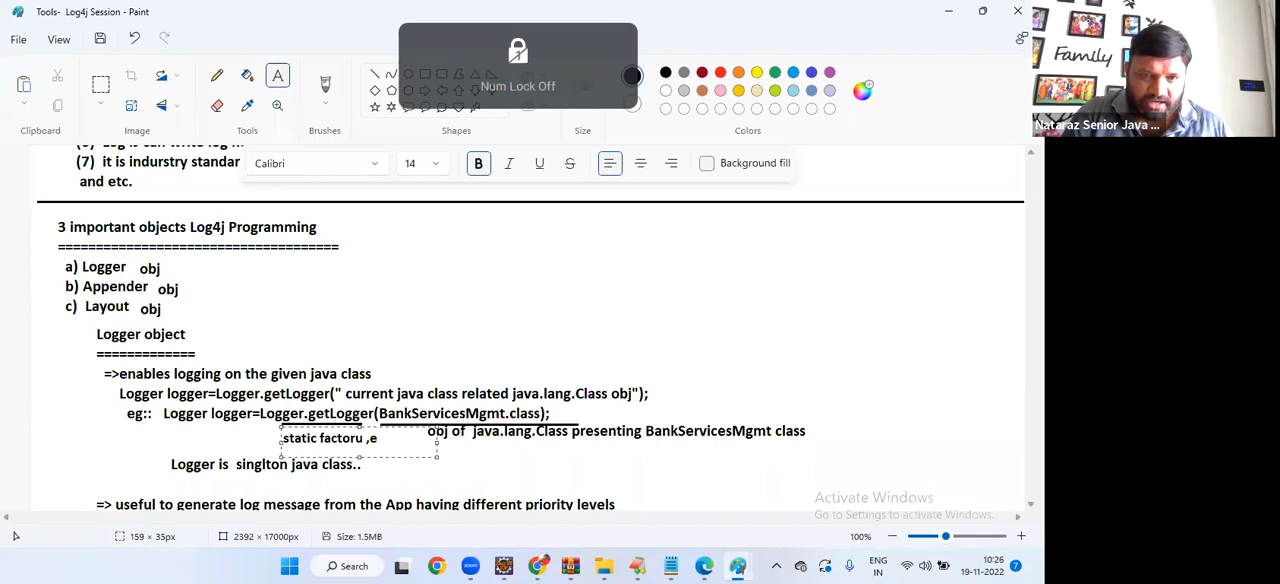 Tools- Log4j Session - Paint
File View
Num Lock Off
Clipboard Image Tools Brushes Shapes Size Colors
Family
Nataraz Senior Java ...
Calibri 14 B I U S Background fill
(7) it is indurstry standar
and etc.
3 important objects Log4j Programming
====================================
a) Logger obj
b) Appender obj
c) Layout obj
Logger object
=============
=>enables logging on the given java class
Logger logger=Logger.getLogger(" current java class related java.lang.Class obj");
eg:: Logger logger=Logger.getLogger(BankServicesMgmt.class);
obj of java.lang.Class presenting BankServicesMgmt class
static factoru ,e
Logger is singlton java class..
=> useful to generate log message from the App having different priority levels
Activate Windows
Go to Settings to activate Windows.
159 × 35px 2392 × 17000px Size: 1.5MB 100%
Search
ENG
IN
10:26
19-11-2022
7